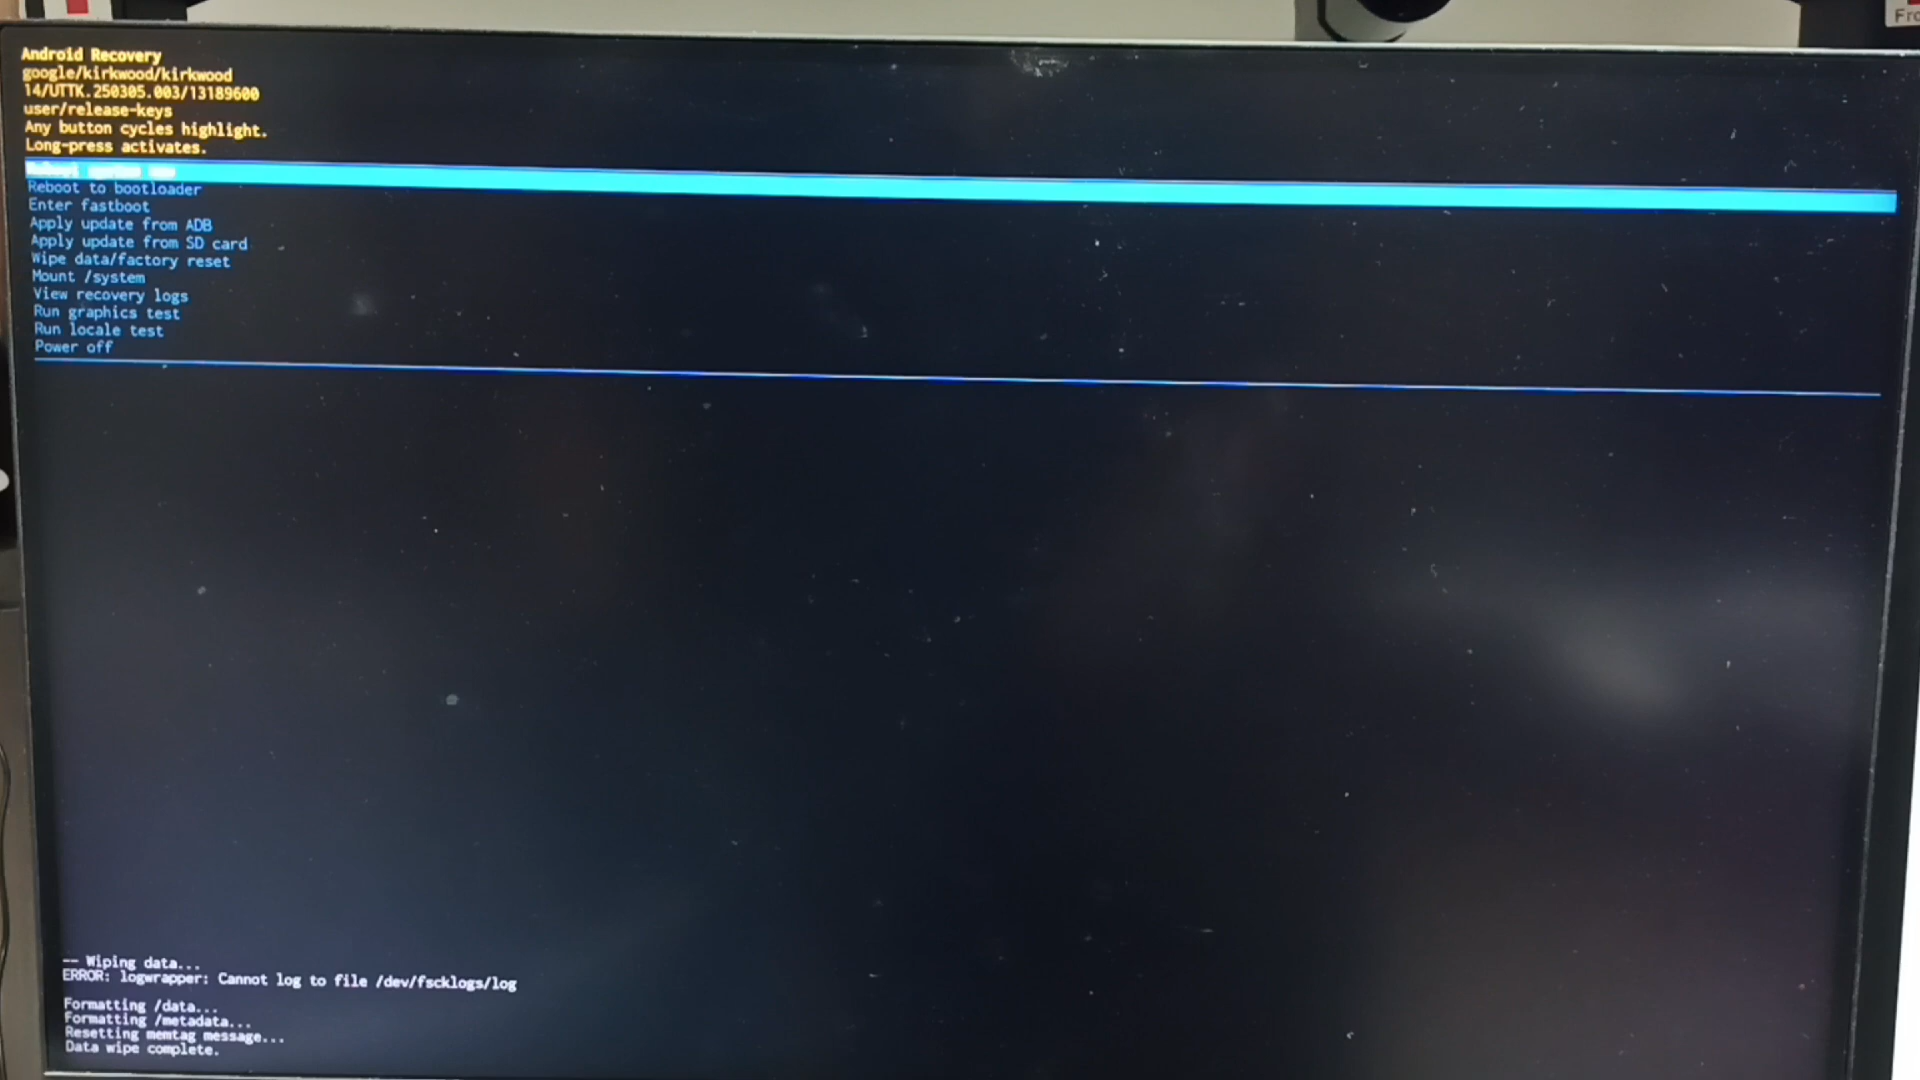 Android Recovery
google/kirkwood/kirkwood
14/UTTK.250305.003/13189600
user/release-keys
Any button cycles highlight.
Long-press activates.
Reboot system now
Reboot to bootloader
Enter fastboot
Apply update from ADB
Apply update from SD card
Wipe data/factory reset
Mount /system
View recovery logs
Run graphics test
Run locale test
Power off
-- Wiping data...
ERROR: logwrapper: Cannot log to file /dev/fscklogs/log
Formatting /data...
Formatting /metadata...
Resetting memtag message...
Data wipe complete.